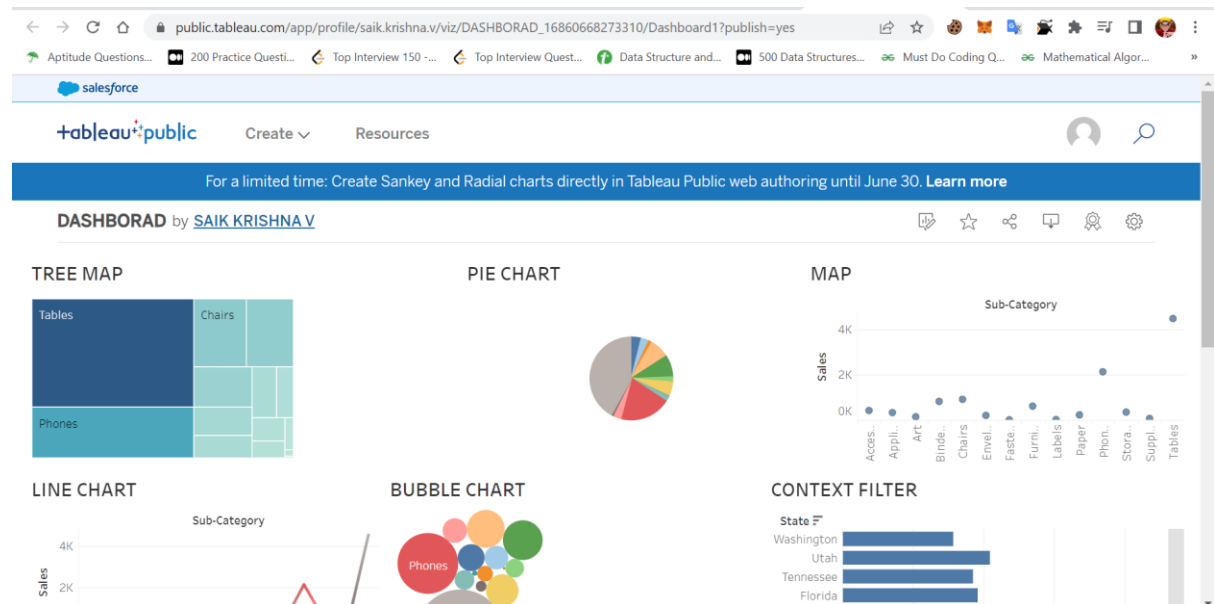 public.tableau.com/app/profile/saik.krishna.v/viz/DASHBORAD_16860668273310/Dashboard1?publish=yes
Aptitude Questions... 200 Practice Questi... Top Interview 150 -... Top Interview Quest... Data Structure and... 500 Data Structures... Must Do Coding Q... Mathematical Algor... »
salesforce
+ableau public Create Resources
For a limited time: Create Sankey and Radial charts directly in Tableau Public web authoring until June 30. Learn more
DASHBORAD by SAIK KRISHNA V
TREE MAP
Tables
Chairs
Phones
PIE CHART
MAP
Sub-Category
4K
2K
0K
Sales
Acces..
Appli..
Art
Binde..
Chairs
Envel..
Faste..
Furni..
Labels
Paper
Phon..
Stora..
Suppl..
Tables
LINE CHART
Sub-Category
4K
2K
Sales
BUBBLE CHART
Phones
CONTEXT FILTER
State
Washington
Utah
Tennessee
Florida